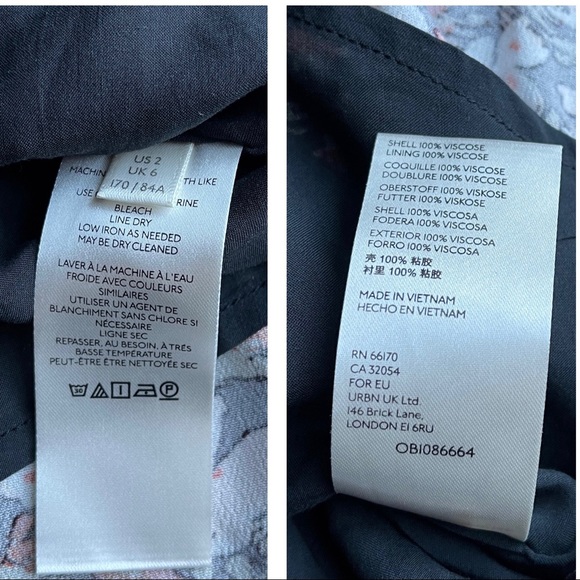 US 2
UK 6
170 / 84A
MACHIN TH LIKE
USE RINE
BLEACH
LINE DRY
LOW IRON AS NEEDED
MAY BE DRY CLEANED
LAVER À LA MACHINE À L'EAU
FROIDE AVEC COULEURS
SIMILAIRES
UTILISER UN AGENT DE
BLANCHIMENT SANS CHLORE SI
NÉCESSAIRE
LIGNE SEC
REPASSER, AU BESOIN, À TRÉS
BASSE TEMPÉRATURE
PEUT-ÊTRE ÊTRE NETTOYÉE SEC
30
P
SHELL 100% VISCOSE
LINING 100% VISCOSE
COQUILLE 100% VISCOSE
DOUBLURE 100% VISCOSE
OBERSTOFF 100% VISKOSE
FUTTER 100% VISKOSE
SHELL 100% VISCOSA
FODERA 100% VISCOSA
EXTERIOR 100% VISCOSA
FORRO 100% VISCOSA
壳 100% 粘胶
衬里 100% 粘胶
MADE IN VIETNAM
HECHO EN VIETNAM
RN 66170
CA 32054
FOR EU
URBN UK Ltd.
146 Brick Lane,
LONDON E1 6RU
OB1086664